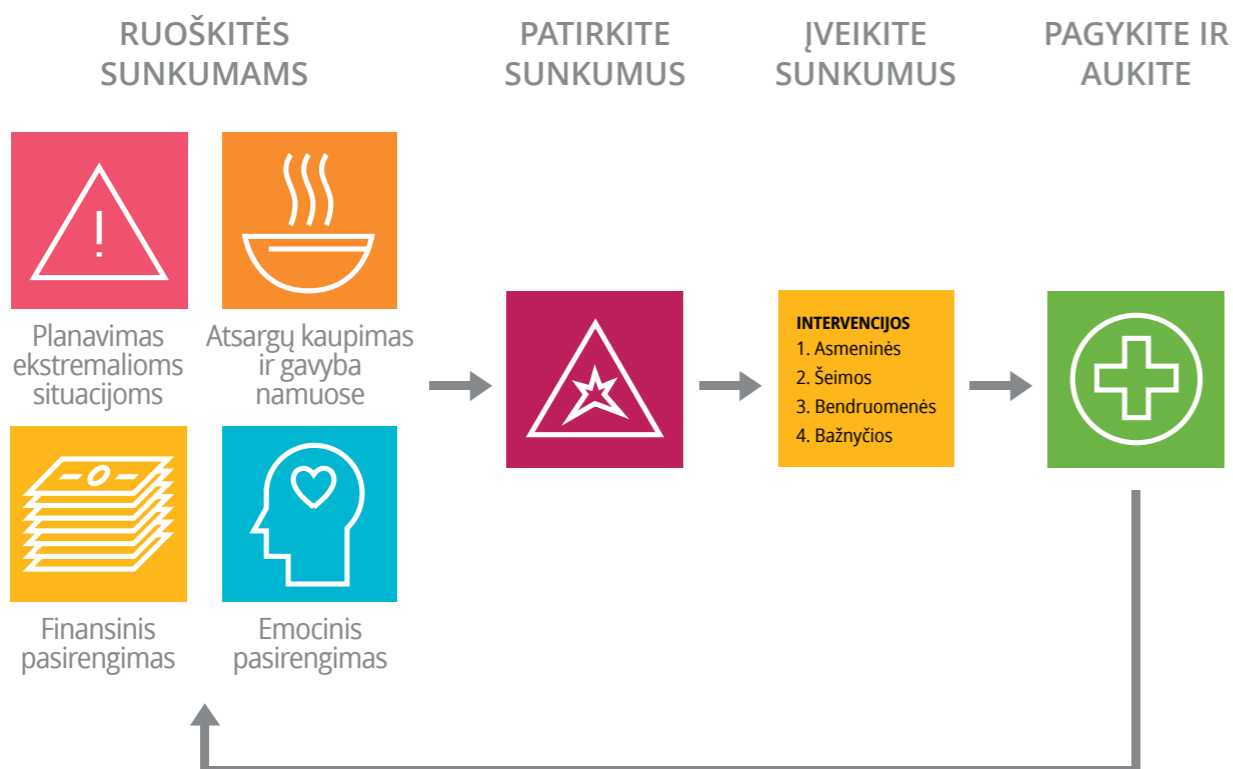 RUOŠKITĖS
SUNKUMAMS
PATIRKITE
SUNKUMUS
ĮVEIKITE
SUNKUMUS
PAGYKITE IR
AUKITE
!
Planavimas
ekstremalioms
situacijoms
Atsargų kaupimas
ir gavyba
namuose
Finansinis
pasirengimas
Emocinis
pasirengimas
INTERVENCIJOS
1. Asmeninės
2. Šeimos
3. Bendruomenės
4. Bažnyčios